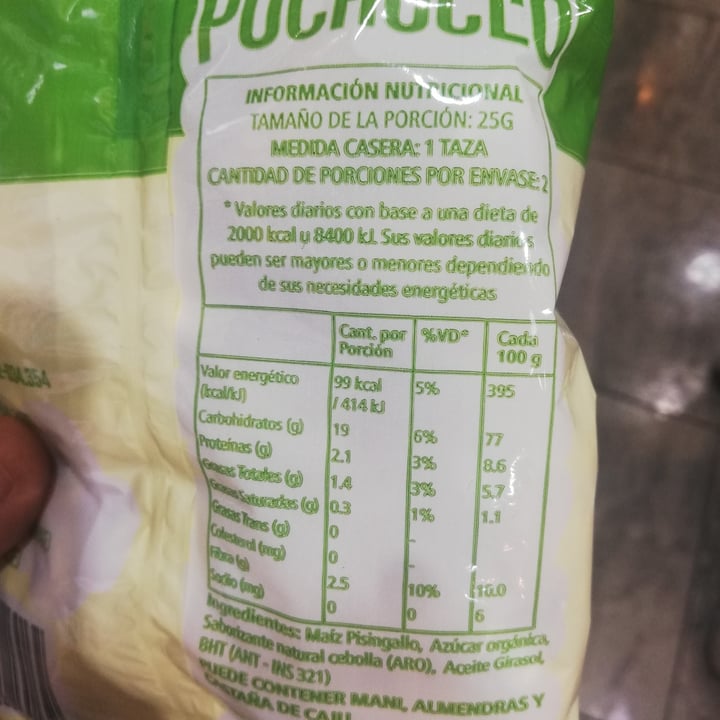 POCHOCLO
INFORMACIÓN NUTRICIONAL
TAMAÑO DE LA PORCIÓN: 25G
MEDIDA CASERA: 1 TAZA
CANTIDAD DE PORCIONES POR ENVASE: 2
* Valores diarios con base a una dieta de
2000 kcal y 8400 kJ. Sus valores diarios
pueden ser mayores o menores dependiendo
de sus necesidades energéticas
Cant. por Porción %VD* Cada 100 g
Valor energético (kcal/kJ) 99 kcal / 414 kJ 5% 395
Carbohidratos (g) 19 6% 77
Proteínas (g) 2.1 3% 8.6
Grasas Totales (g) 1.4 3% 5.7
Grasas Saturadas (g) 0.3 1% 1.1
Grasas Trans (g) 0 -
Colesterol (mg) 0 -
Fibra (g) 2.5 10% 10.0
Sodio (mg) 0 0 6
Ingredientes: Maíz Pisingallo, Azúcar orgánica,
Saborizante natural cebolla (ARO), Aceite Girasol,
BHT (ANT - INS 321)
PUEDE CONTENER MANI, ALMENDRAS Y
CASTAÑA DE CAJU